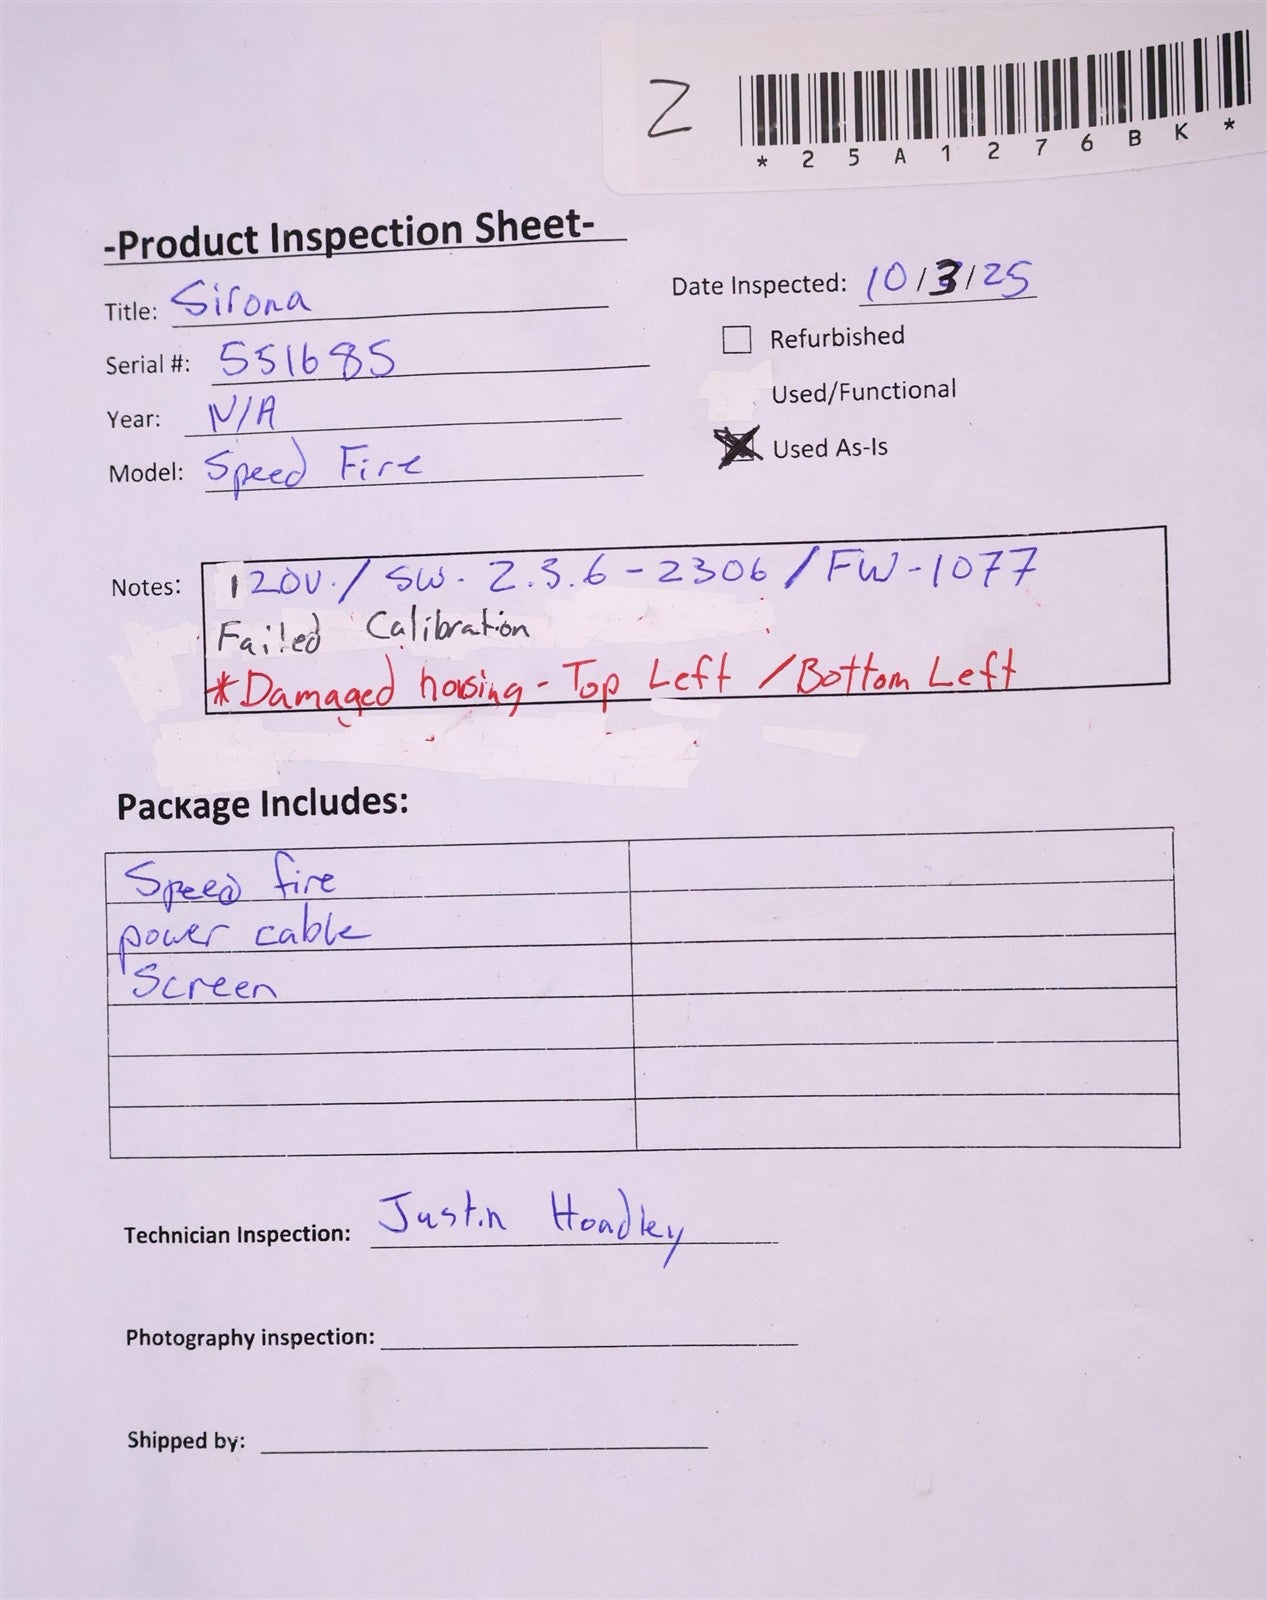 Z
*25A1276BK*
-Product Inspection Sheet-
Title: Sirona
Date Inspected: 10/3/25
Refurbished
Serial #: 551685
Used/Functional
Year: N/A
Used As-Is
Model: Speed Fire
Notes: 120V. / SW. 2.3.6-2306 / FW-1077
Failed Calibration
*Damaged housing - Top Left / Bottom Left
Package Includes:
Speed fire
power cable
Screen
Technician Inspection: Justin Hoadley
Photography inspection:
Shipped by: